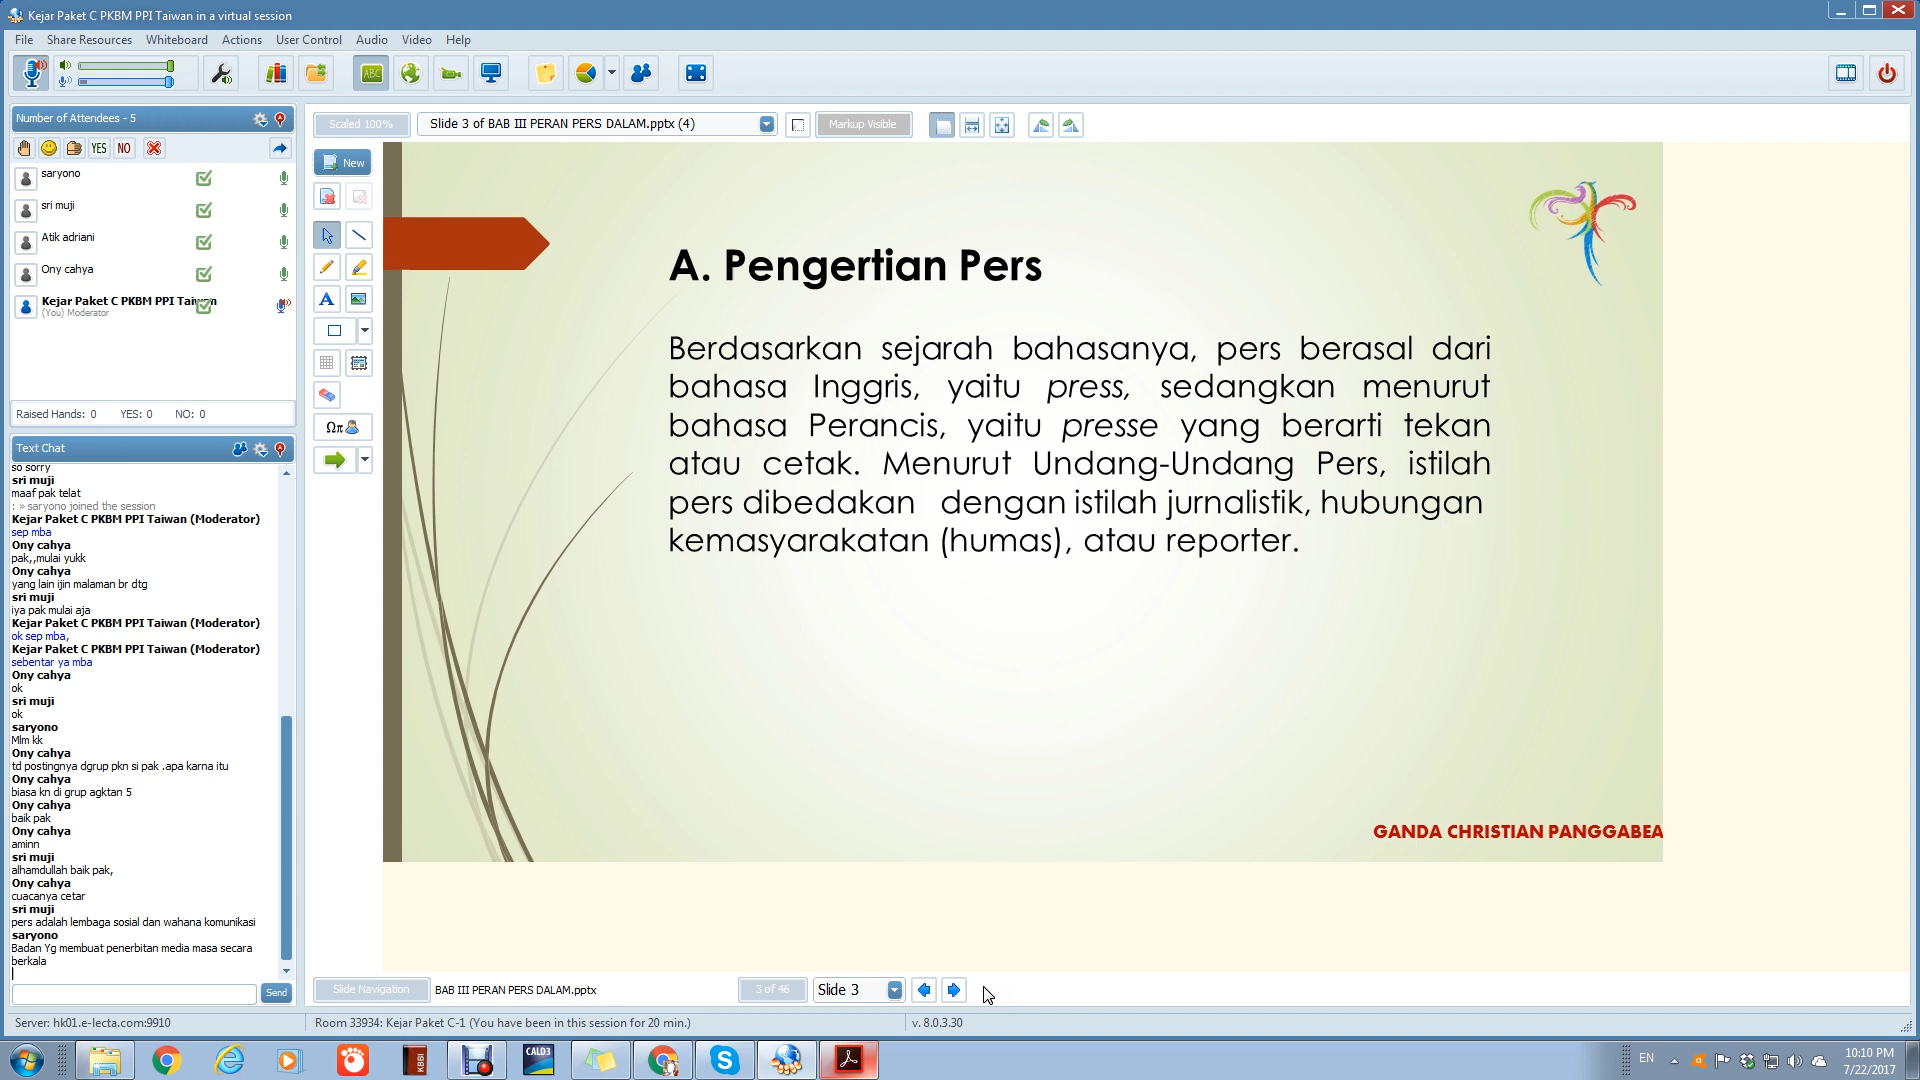 Kejar Paket C PKBM PPI Taiwan in a virtual session
File Share Resources Whiteboard Actions User Control Audio Video Help
ABC
Number of Attendees - 5
YES NO
saryono
sri muji
Atik adriani
Ony cahya
Kejar Paket C PKBM PPI Taiwan
(You) Moderator
Raised Hands: 0 YES: 0 NO: 0
Text Chat
so sorry
sri muji
maaf pak telat
: » saryono joined the session
Kejar Paket C PKBM PPI Taiwan (Moderator)
sep mba
Ony cahya
pak,,mulai yukk
Ony cahya
yang lain ijin malaman br dtg
sri muji
iya pak mulai aja
Kejar Paket C PKBM PPI Taiwan (Moderator)
ok sep mba,
Kejar Paket C PKBM PPI Taiwan (Moderator)
sebentar ya mba
Ony cahya
ok
sri muji
ok
saryono
Mlm kk
Ony cahya
td postingnya dgrup pkn si pak .apa karna itu
Ony cahya
biasa kn di grup agktan 5
Ony cahya
baik pak
Ony cahya
aminn
sri muji
alhamdullah baik pak,
Ony cahya
cuacanya cetar
sri muji
pers adalah lembaga sosial dan wahana komunikasi
saryono
Badan Yg membuat penerbitan media masa secara
berkala
Send
Scaled 100%
Slide 3 of BAB III PERAN PERS DALAM.pptx (4)
Markup Visible
New
A
Ωπ
A. Pengertian Pers
Berdasarkan sejarah bahasanya, pers berasal dari
bahasa Inggris, yaitu press, sedangkan menurut
bahasa Perancis, yaitu presse yang berarti tekan
atau cetak. Menurut Undang-Undang Pers, istilah
pers dibedakan dengan istilah jurnalistik, hubungan
kemasyarakatan (humas), atau reporter.
GANDA CHRISTIAN PANGGABEA
Slide Navigation
BAB III PERAN PERS DALAM.pptx
3 of 46
Slide 3
Server: hk01.e-lecta.com:9910
Room 33934: Kejar Paket C-1 (You have been in this session for 20 min.)
v. 8.0.3.30
KBBI
CALD3
EN
10:10 PM
7/22/2017